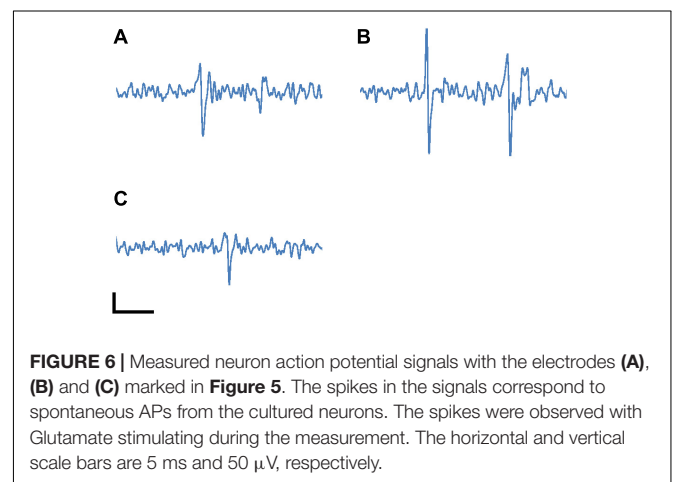 A
B
C
FIGURE 6 | Measured neuron action potential signals with the electrodes (A),
(B) and (C) marked in Figure 5. The spikes in the signals correspond to
spontaneous APs from the cultured neurons. The spikes were observed with
Glutamate stimulating during the measurement. The horizontal and vertical
scale bars are 5 ms and 50 μV, respectively.